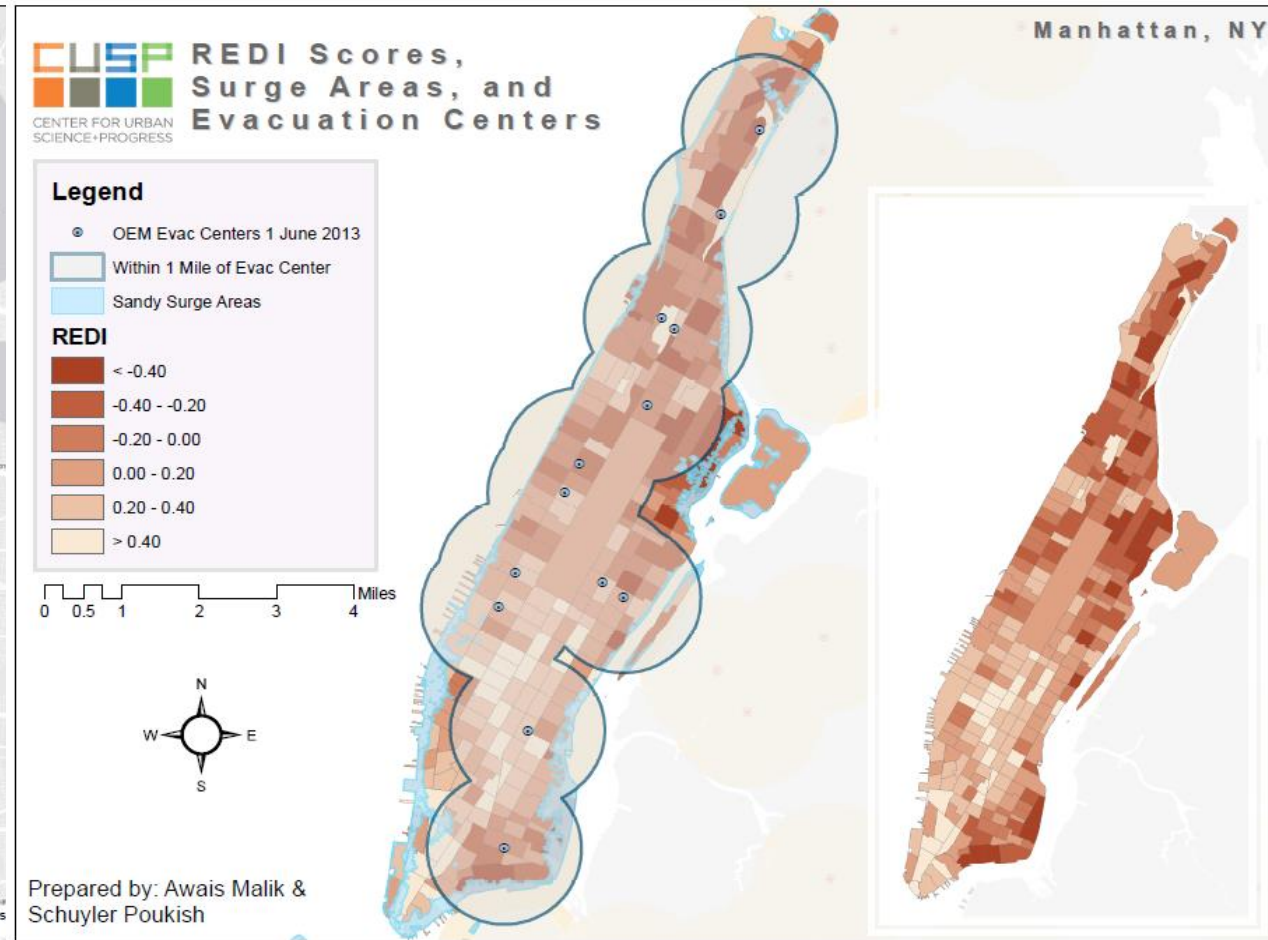 CUSP
CENTER FOR URBAN
SCIENCE+PROGRESS
REDI Scores,
Surge Areas, and
Evacuation Centers
Manhattan, NY
Legend
OEM Evac Centers 1 June 2013
Within 1 Mile of Evac Center
Sandy Surge Areas
REDI
< -0.40
-0.40 - -0.20
-0.20 - 0.00
0.00 - 0.20
0.20 - 0.40
> 0.40
Miles
0 0.5 1 2 3 4
N
W E
S
Prepared by: Awais Malik &
Schuyler Poukish